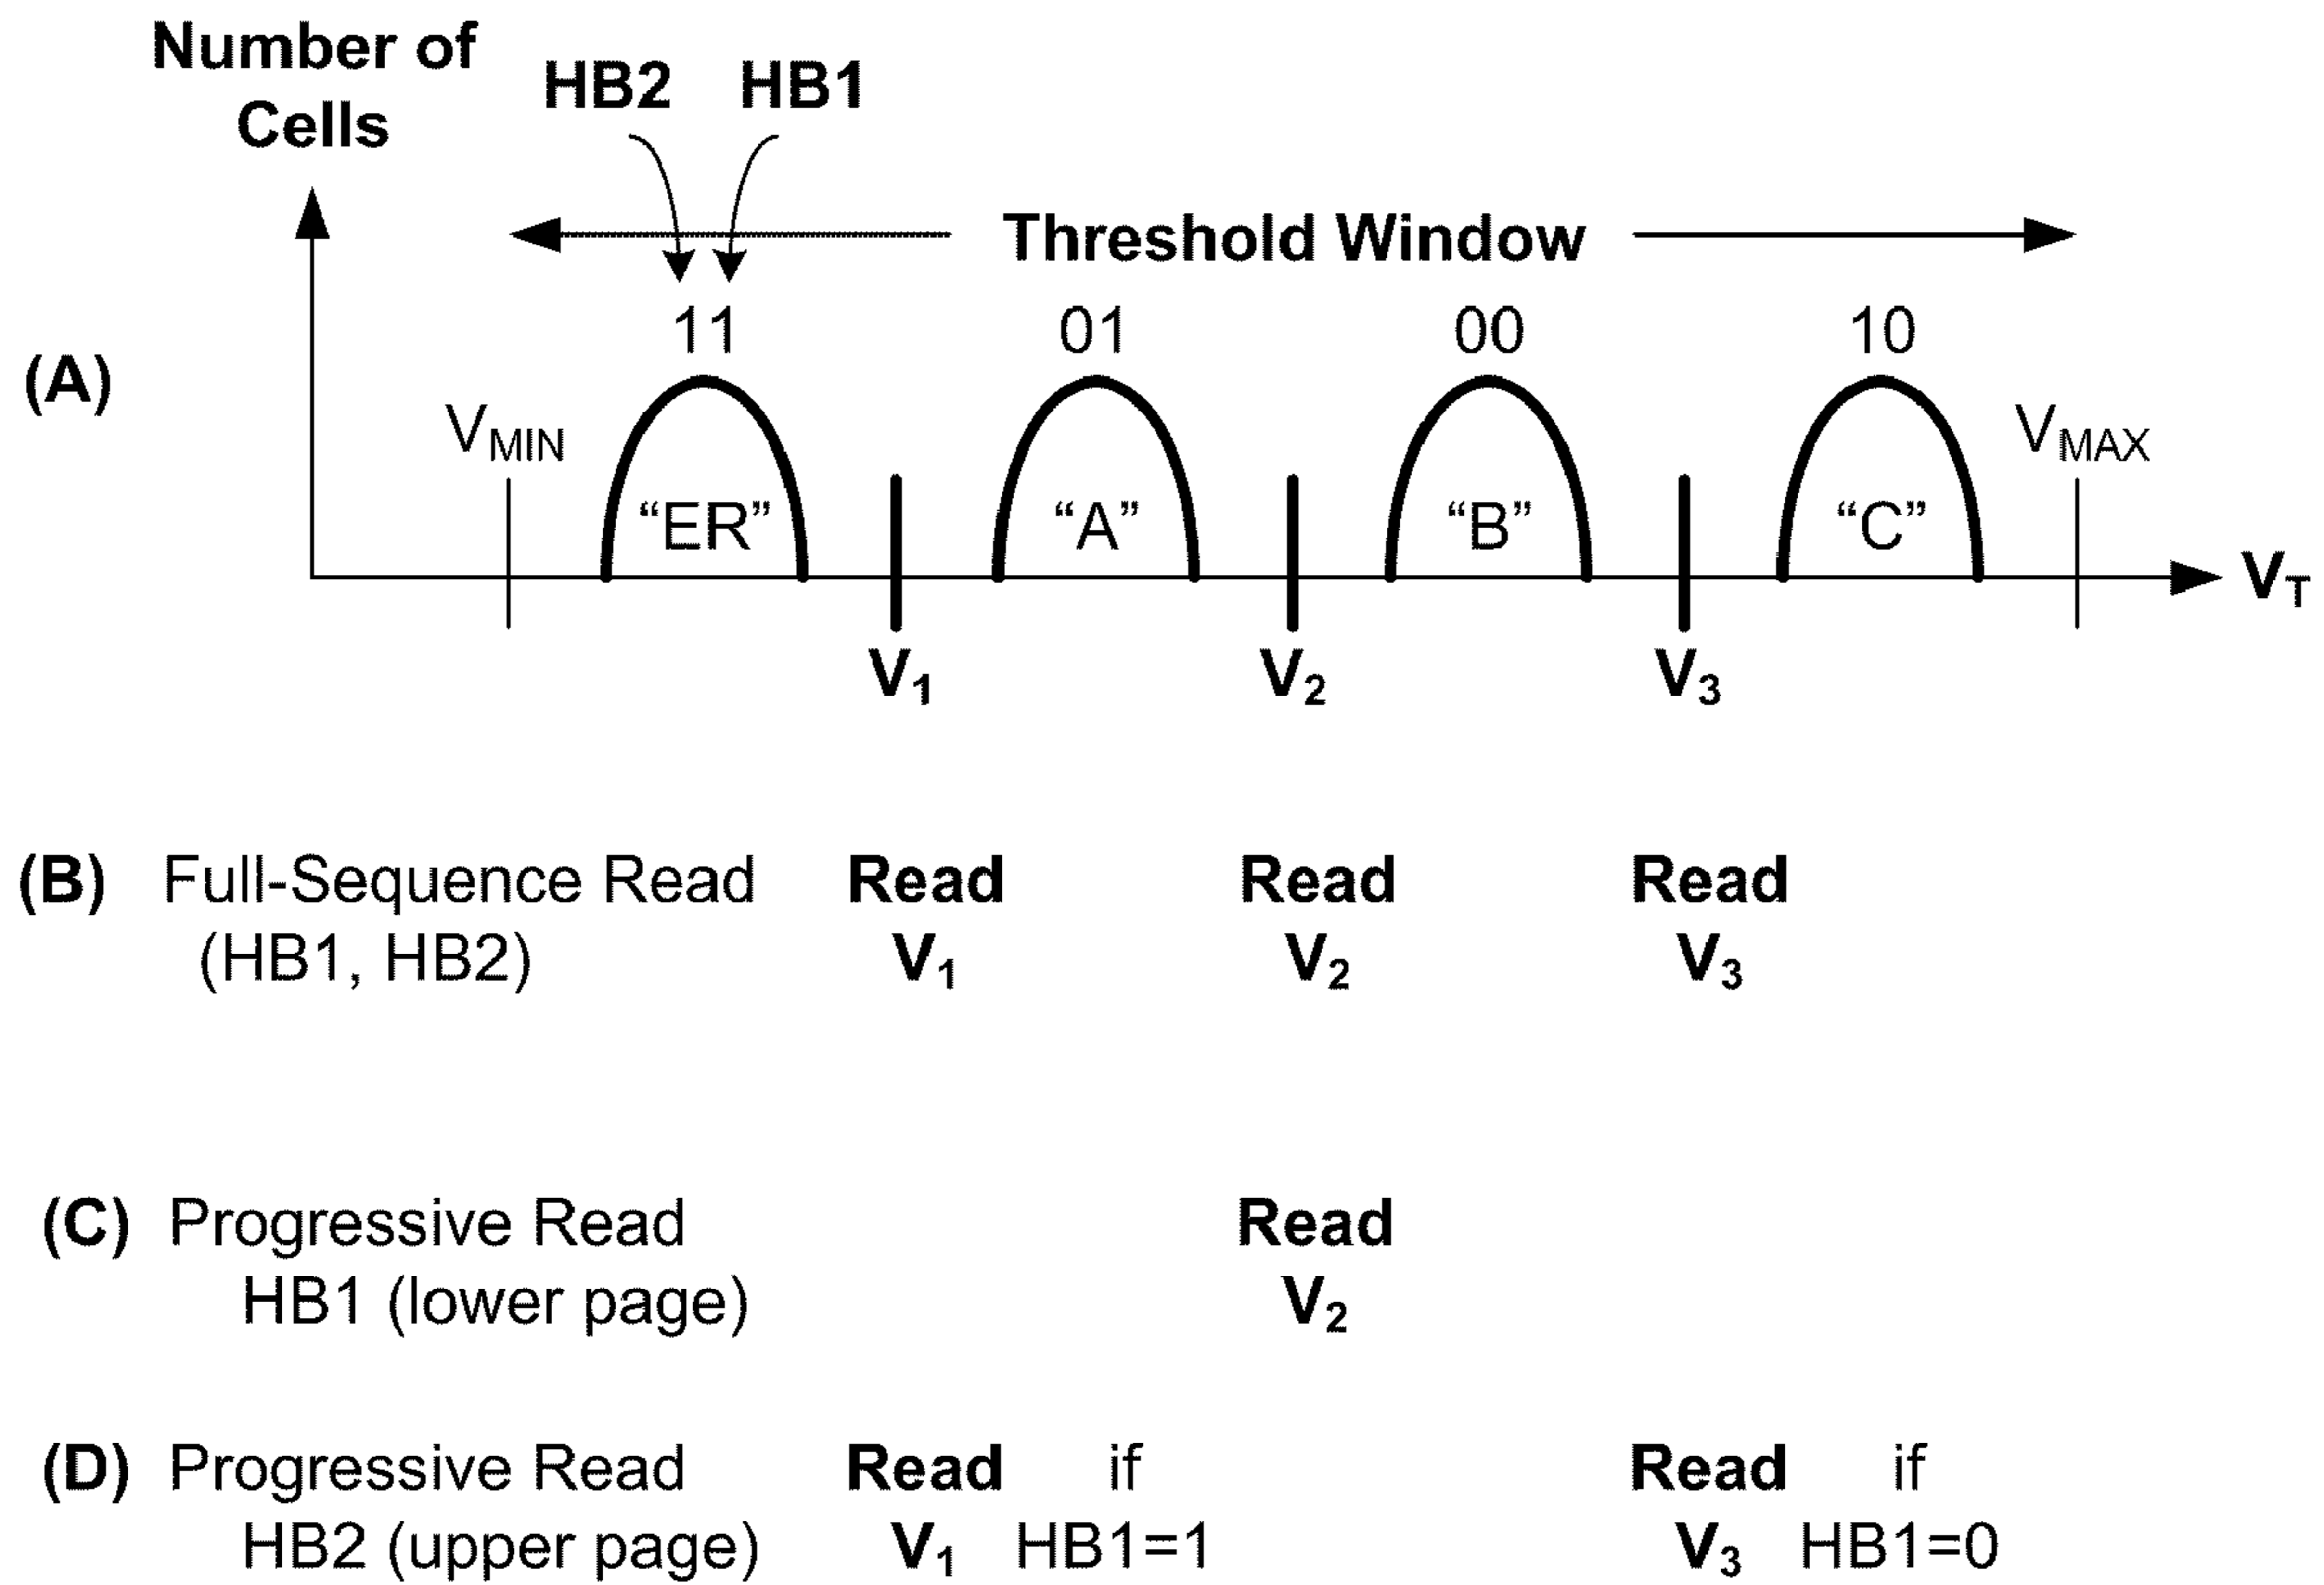 Number of
Cells
HB2 HB1
Threshold Window
11 01 00 10
(A)
VMIN VMAX
“ER” “A” “B” “C”
VT
V1 V2 V3
(B) Full-Sequence Read Read Read Read
(HB1, HB2) V1 V2 V3
(C) Progressive Read Read
HB1 (lower page) V2
(D) Progressive Read Read if Read if
HB2 (upper page) V1 HB1=1 V3 HB1=0